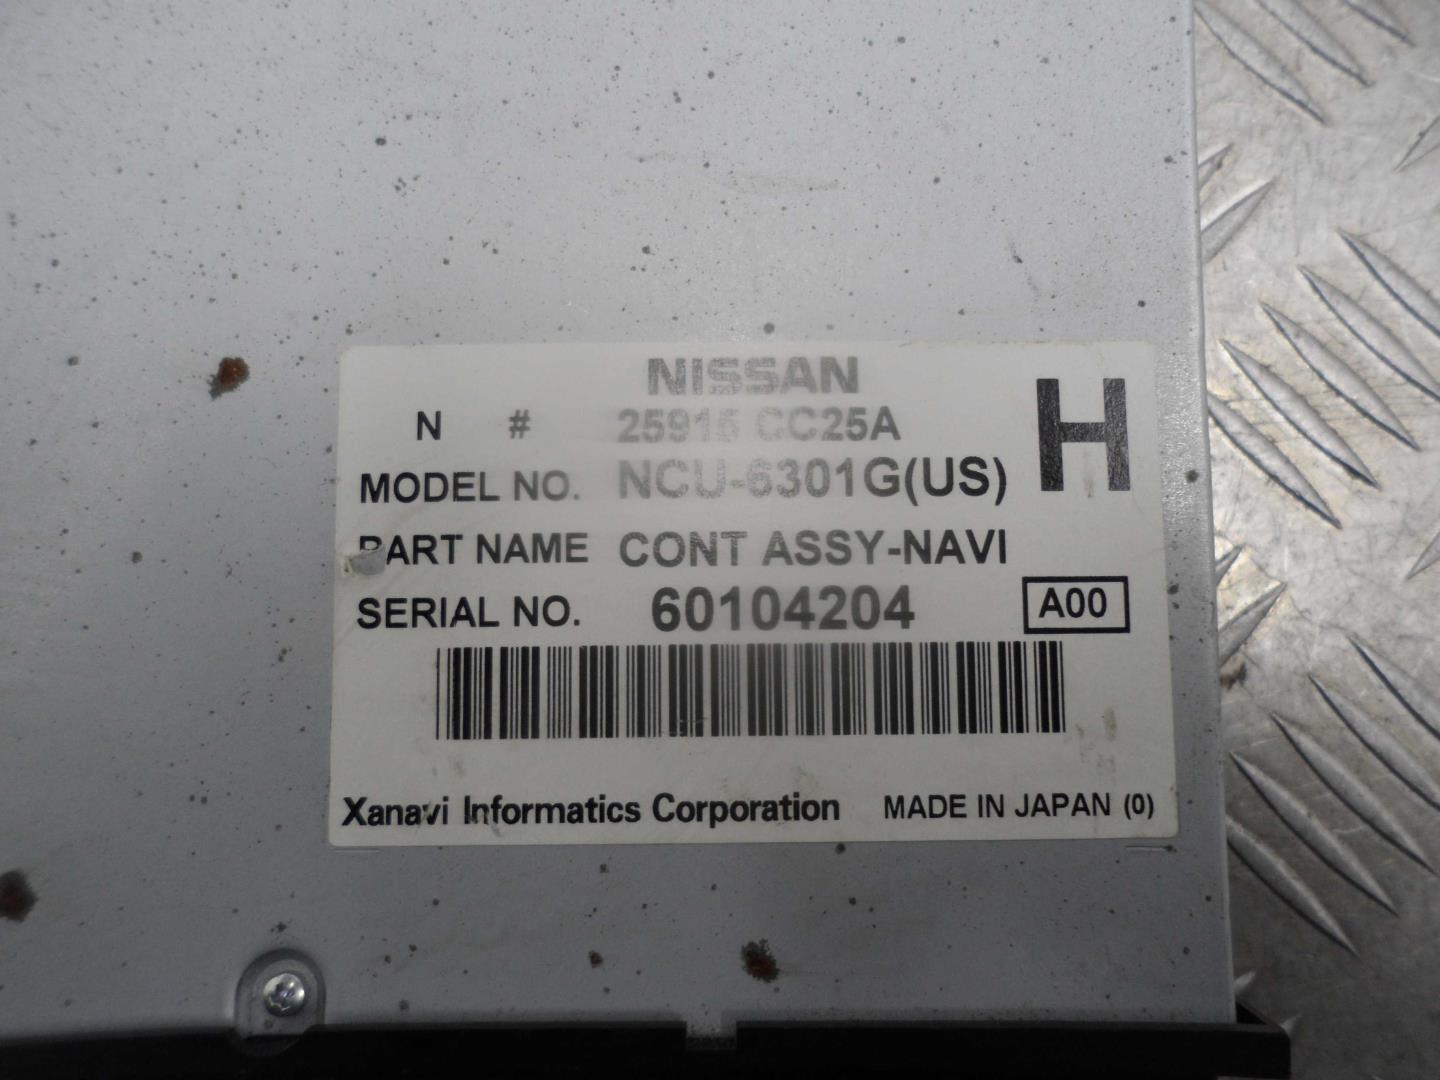 NISSAN
N # 25915 CC25A
H
MODEL NO. NCU-6301G(US)
PART NAME CONT ASSY-NAVI
SERIAL NO. 60104204 A00
Xanavi Informatics Corporation MADE IN JAPAN (0)